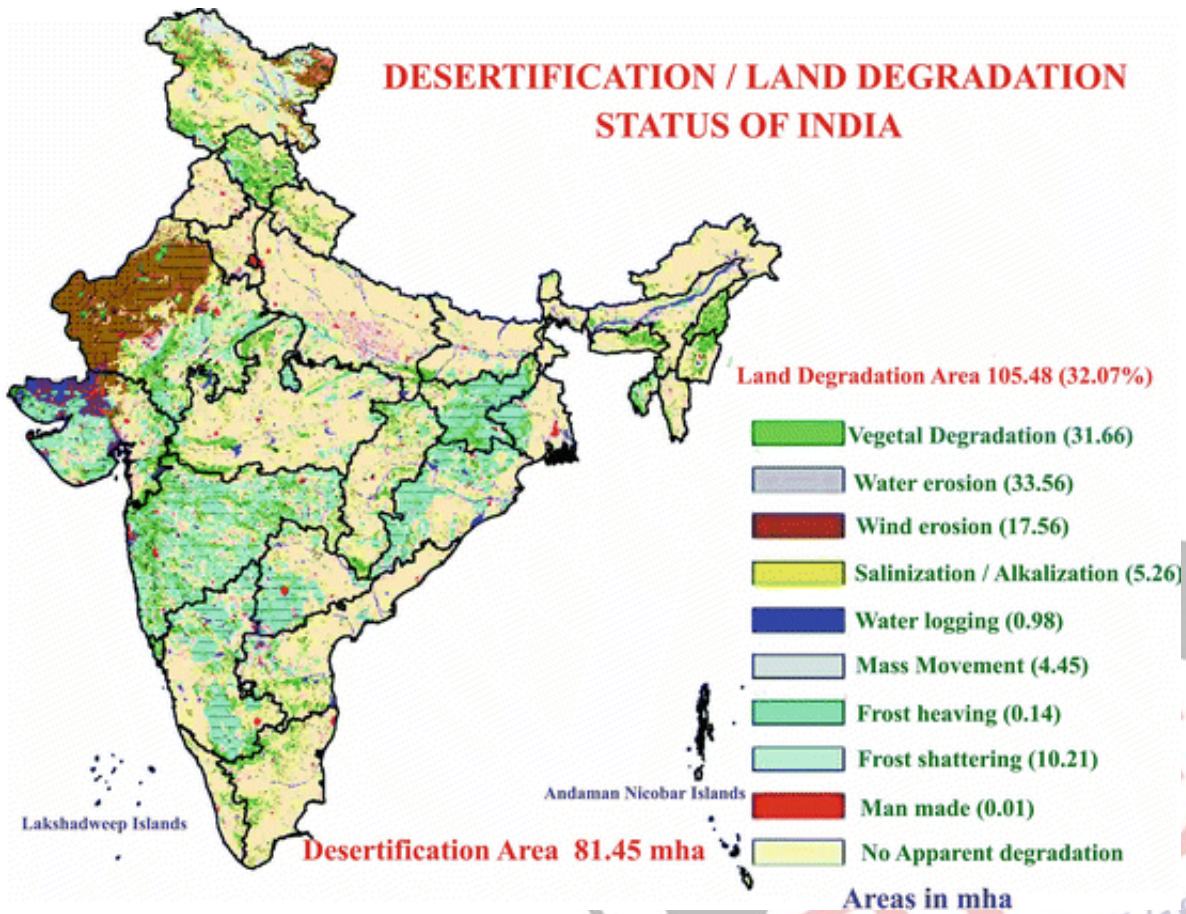 DESERTIFICATION / LAND DEGRADATION
STATUS OF INDIA
Land Degradation Area 105.48 (32.07%)
Vegetal Degradation (31.66)
Water erosion (33.56)
Wind erosion (17.56)
Salinization / Alkalization (5.26)
Water logging (0.98)
Mass Movement (4.45)
Frost heaving (0.14)
Frost shattering (10.21)
Man made (0.01)
No Apparent degradation
Areas in mha
Andaman Nicobar Islands
Lakshadweep Islands
Desertification Area 81.45 mha